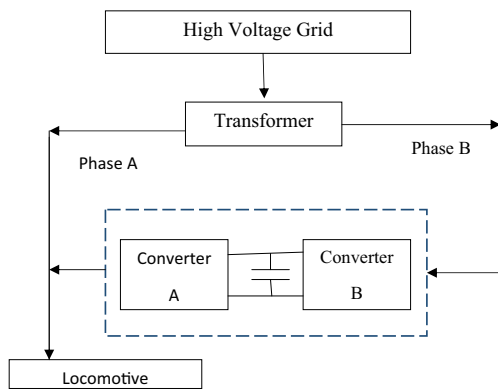 High Voltage Grid
Transformer
Phase A
Phase B
Converter
A
Converter
B
Locomotive